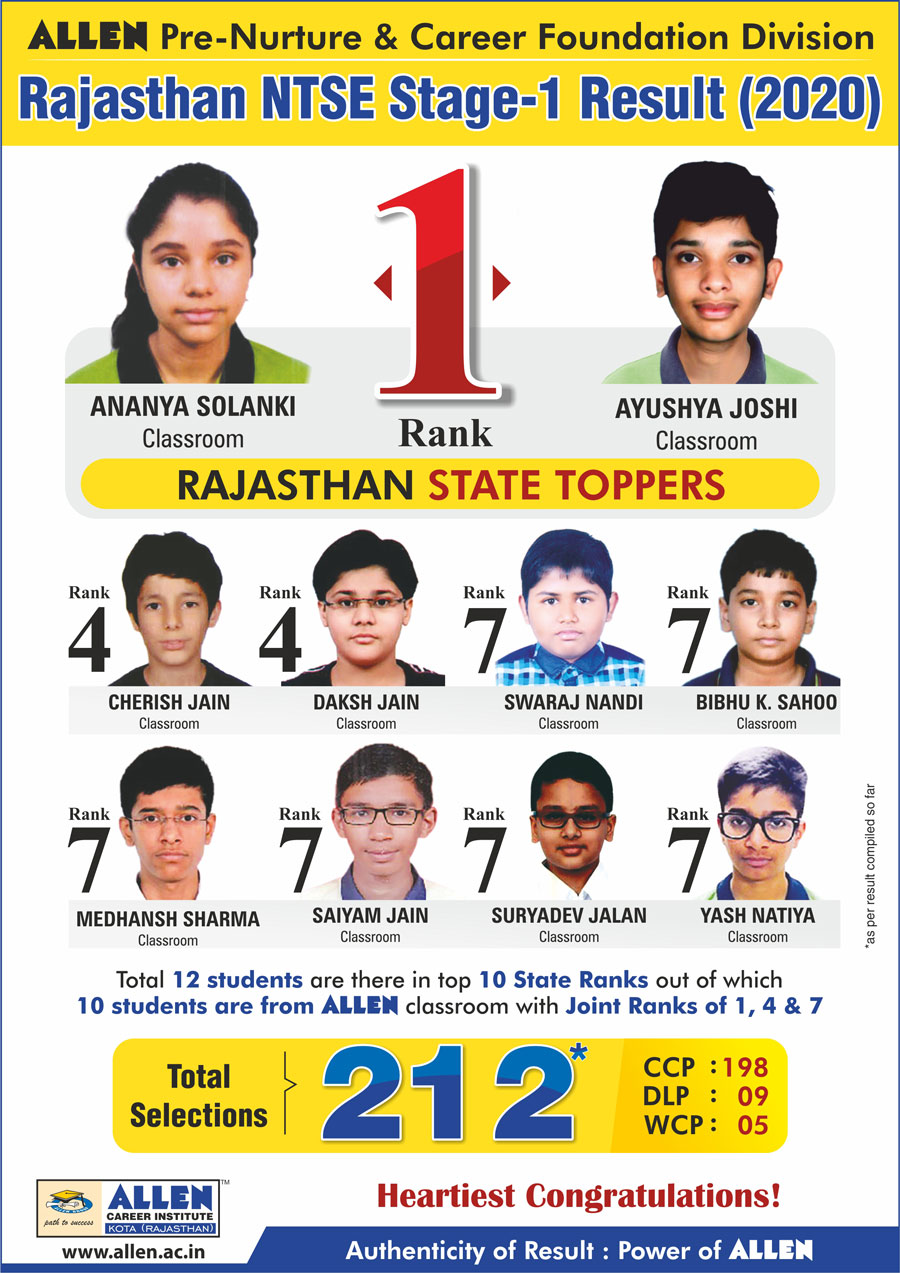 ALLEN Pre-Nurture & Career Foundation Division
Rajasthan NTSE Stage-1 Result (2020)
1
Rank
ANANYA SOLANKI
Classroom
AYUSHYA JOSHI
Classroom
RAJASTHAN STATE TOPPERS
Rank
4
CHERISH JAIN
Classroom
Rank
4
DAKSH JAIN
Classroom
Rank
7
SWARAJ NANDI
Classroom
Rank
7
BIBHU K. SAHOO
Classroom
Rank
7
MEDHANSH SHARMA
Classroom
Rank
7
SAIYAM JAIN
Classroom
Rank
7
SURYADEV JALAN
Classroom
Rank
7
YASH NATIYA
Classroom
*as per result compiled so far
Total 12 students are there in top 10 State Ranks out of which
10 students are from ALLEN classroom with Joint Ranks of 1, 4 & 7
Total
Selections
212*
CCP : 198
DLP : 09
WCP : 05
path to success
ALLEN TM
CAREER INSTITUTE
KOTA (RAJASTHAN)
www.allen.ac.in
Heartiest Congratulations!
Authenticity of Result : Power of ALLEN